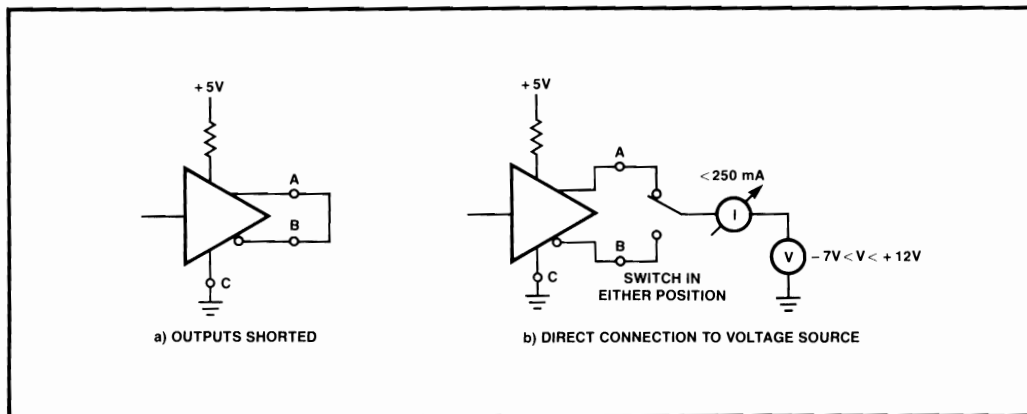 +5V
A
B
C
a) OUTPUTS SHORTED
+5V
A
<250 mA
I
B
V
-7V<V<+12V
C
SWITCH IN
EITHER POSITION
b) DIRECT CONNECTION TO VOLTAGE SOURCE